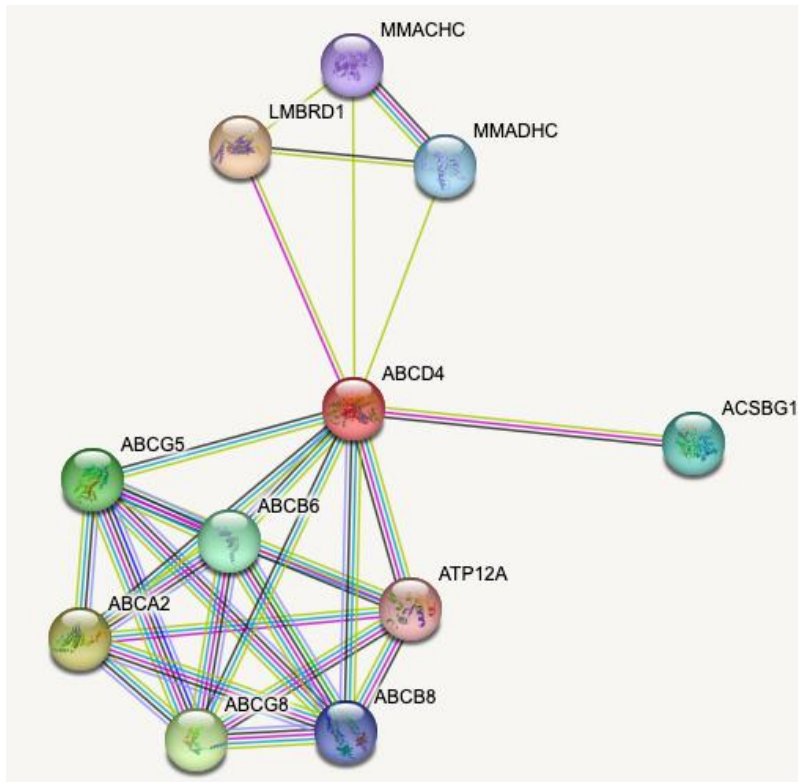 MMACHC
LMBRD1
MMADHC
ABCD4
ACSBG1
ABCG5
ABCB6
ATP12A
ABCA2
ABCG8
ABCB8